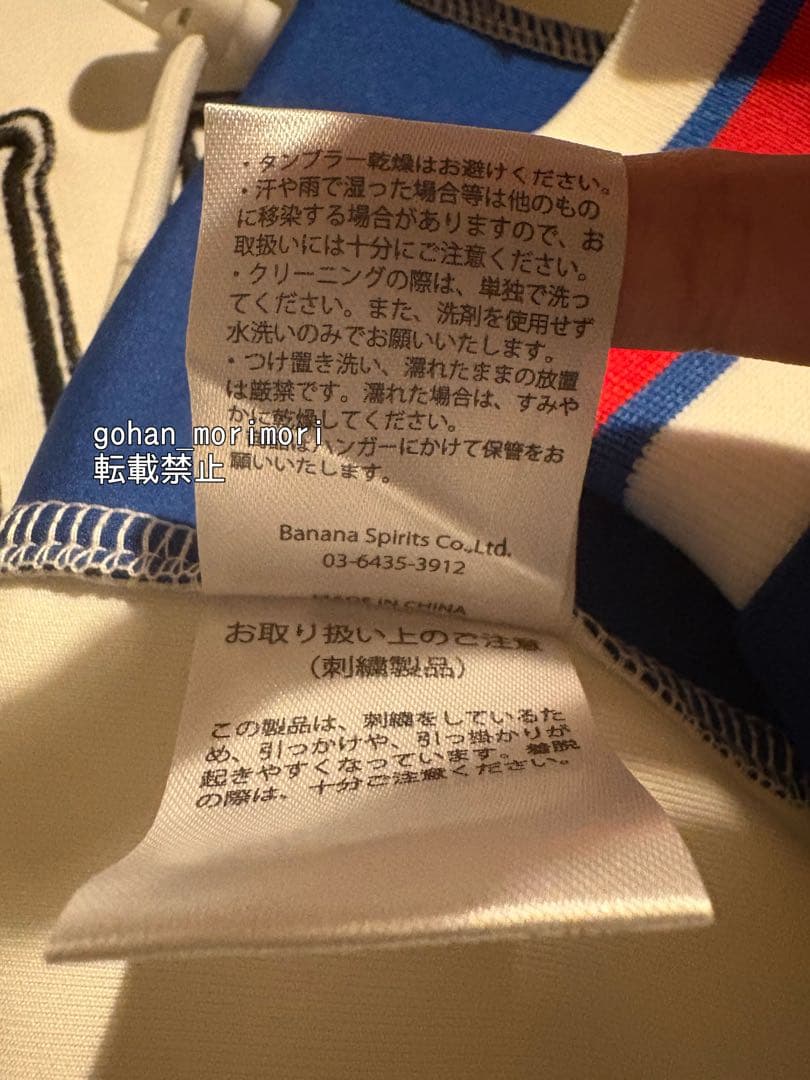 ・タンブラー乾燥はお避けください。
・汗や雨で湿った場合等は他のもの
に移染する場合がありますので、お
取扱いには十分にご注意ください。
・クリーニングの際は、単独で洗っ
てください。また、洗剤を使用せず
水洗いのみでお願いいたします。
・つけ置き洗い、濡れたままの放置
は厳禁です。濡れた場合は、すみや
かに乾燥してください。
はハンガーにかけて保管をお
願いいたします。
gohan_morimori
転載禁止
Banana Spirits Co.,Ltd.
03-6435-3912
MADE IN CHINA
お取り扱い上のご注意
(刺繍製品)
この製品は、刺繍をしているた
め、引っかけや、引っ掛かりが
起きやすくなっています。着脱
の際は、十分ご注意ください。